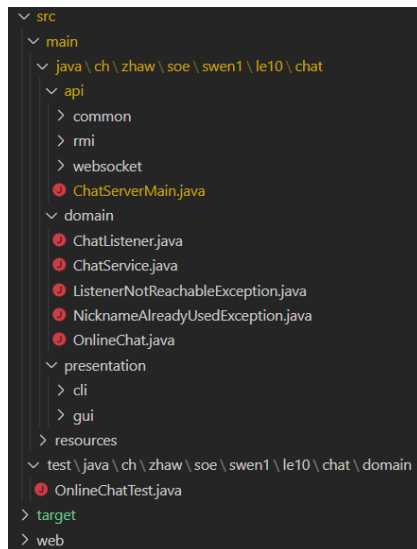 src
main
java \ ch \ zhaw \ soe \ swen1 \ le10 \ chat
api
common
rmi
websocket
J ChatServerMain.java
domain
J ChatListener.java
J ChatService.java
J ListenerNotReachableException.java
J NicknameAlreadyUsedException.java
J OnlineChat.java
presentation
cli
gui
resources
test \ java \ ch \ zhaw \ soe \ swen1 \ le10 \ chat \ domain
J OnlineChatTest.java
target
web